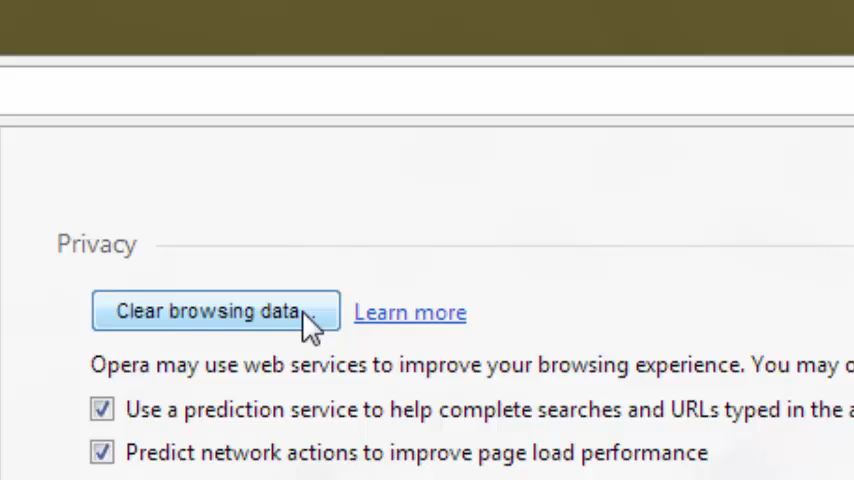 Privacy
Clear browsing data... Learn more
Opera may use web services to improve your browsing experience. You may
Use a prediction service to help complete searches and URLs typed in the
Predict network actions to improve page load performance